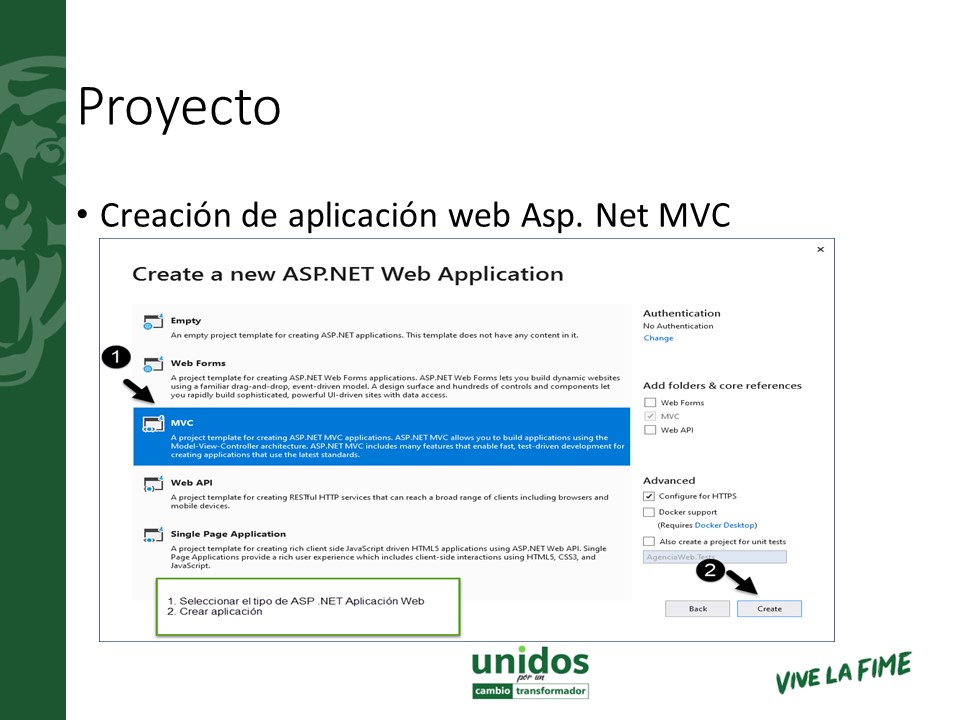 Proyecto
• Creación de aplicación web Asp. Net MVC
×
Create a new ASP.NET Web Application
Empty
An empty project template for creating ASP.NET applications. This template does not have any content in it.
1
Web Forms
A project template for creating ASP.NET Web Forms applications. ASP.NET Web Forms lets you build dynamic websites
using a familiar drag-and-drop, event-driven model. A design surface and hundreds of controls and components let
you rapidly build sophisticated, powerful UI-driven sites with data access.
MVC
A project template for creating ASP.NET MVC applications. ASP.NET MVC allows you to build applications using the
Model-View-Controller architecture. ASP.NET MVC includes many features that enable fast, test-driven development for
creating applications that use the latest standards.
Web API
A project template for creating RESTful HTTP services that can reach a broad range of clients including browsers and
mobile devices.
Single Page Application
A project template for creating rich client side JavaScript driven HTML5 applications using ASP.NET Web API. Single
Page Applications provide a rich user experience which includes client-side interactions using HTML5, CSS3, and
JavaScript.
1. Seleccionar el tipo de ASP .NET Aplicación Web
2. Crear aplicación
Authentication
No Authentication
Change
Add folders & core references
Web Forms
MVC
Web API
Advanced
Configure for HTTPS
Docker support
(Requires Docker Desktop)
Also create a project for unit tests
AgenciaWeb.Tests
2
Back
Create
unidos
por un
cambio transformador
VIVE LA FIME